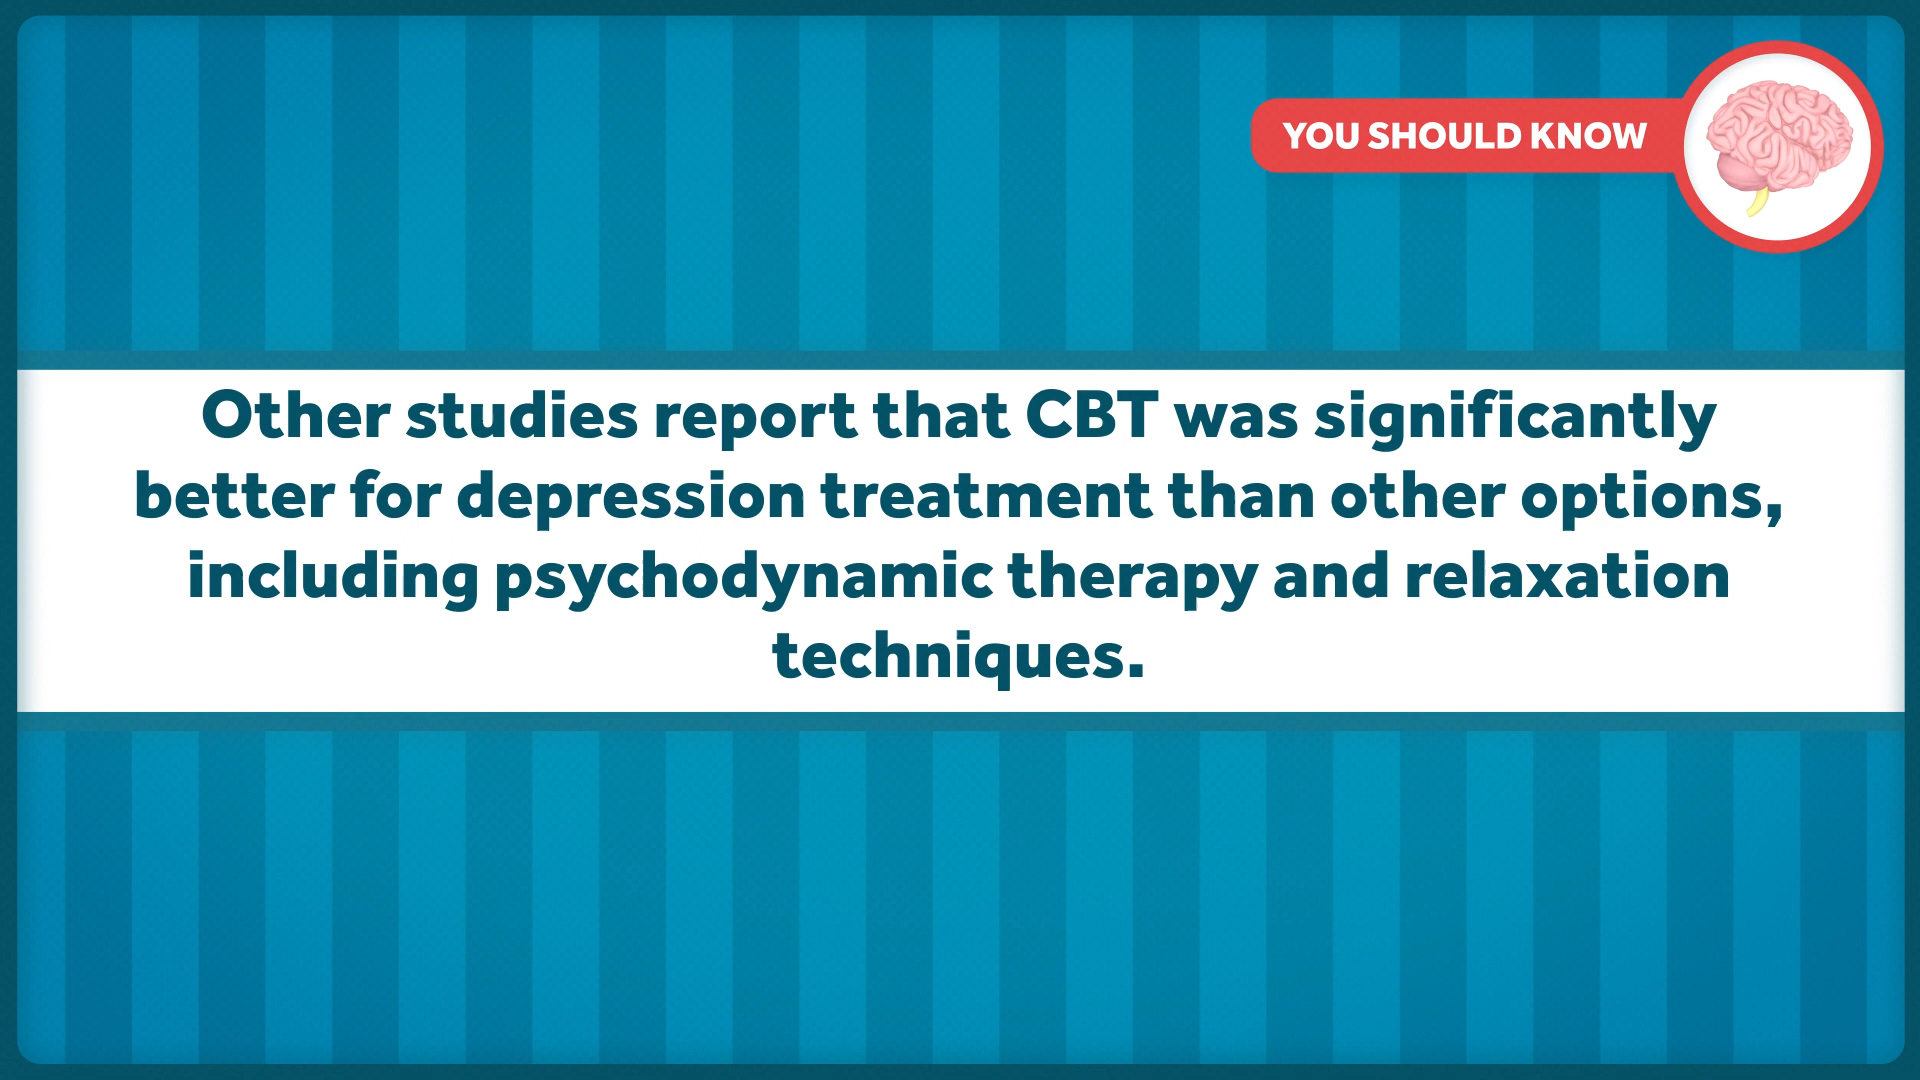 YOU SHOULD KNOW
Other studies report that CBT was significantly
better for depression treatment than other options,
including psychodynamic therapy and relaxation
techniques.